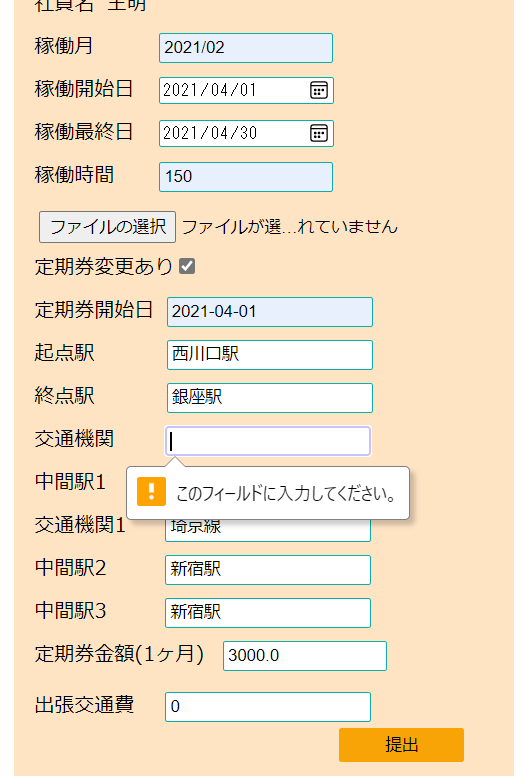 社員名 王明
稼働月 2021/02
稼働開始日 2021/04/01
稼働最終日 2021/04/30
稼働時間 150
ファイルの選択 ファイルが選...れていません
定期券変更あり
定期券開始日 2021-04-01
起点駅 西川口駅
終点駅 銀座駅
交通機関
中間駅1
このフィールドに入力してください。
交通機関1 埼京線
中間駅2 新宿駅
中間駅3 新宿駅
定期券金額(1ヶ月) 3000.0
出張交通費 0
提出